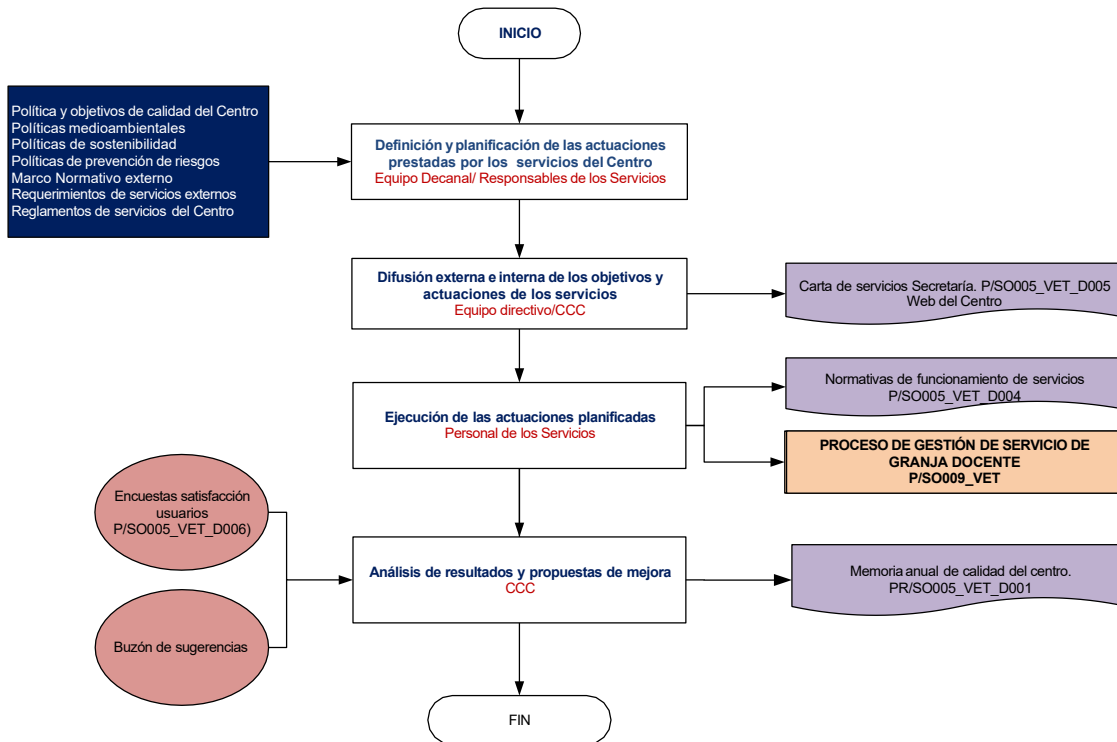 INICIO
Política y objetivos de calidad del Centro
Políticas medioambientales
Políticas de sostenibilidad
Políticas de prevención de riesgos
Marco Normativo externo
Requerimientos de servicios externos
Reglamentos de servicios del Centro
Definición y planificación de las actuaciones
prestadas por los servicios del Centro
Equipo Decanal/ Responsables de los Servicios
Difusión externa e interna de los objetivos y
actuaciones de los servicios
Equipo directivo/CCC
Carta de servicios Secretaría. P/SO005_VET_D005
Web del Centro
Ejecución de las actuaciones planificadas
Personal de los Servicios
Normativas de funcionamiento de servicios
P/SO005_VET_D004
PROCESO DE GESTIÓN DE SERVICIO DE
GRANJA DOCENTE
P/SO009_VET
Encuestas satisfacción
usuarios
P/SO005_VET_D006)
Buzón de sugerencias
Análisis de resultados y propuestas de mejora
CCC
Memoria anual de calidad del centro.
PR/SO005_VET_D001
FIN